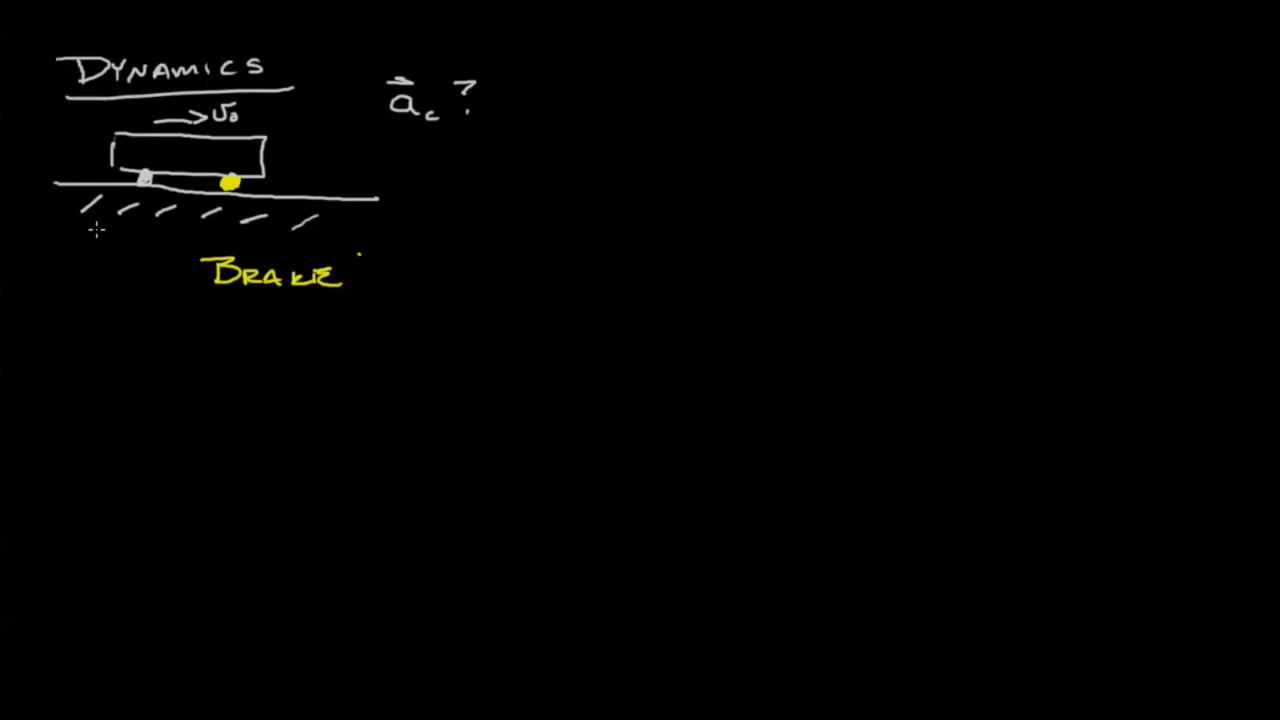 DYNAMICS
a⃗c ?
→ v₀
BRAKE